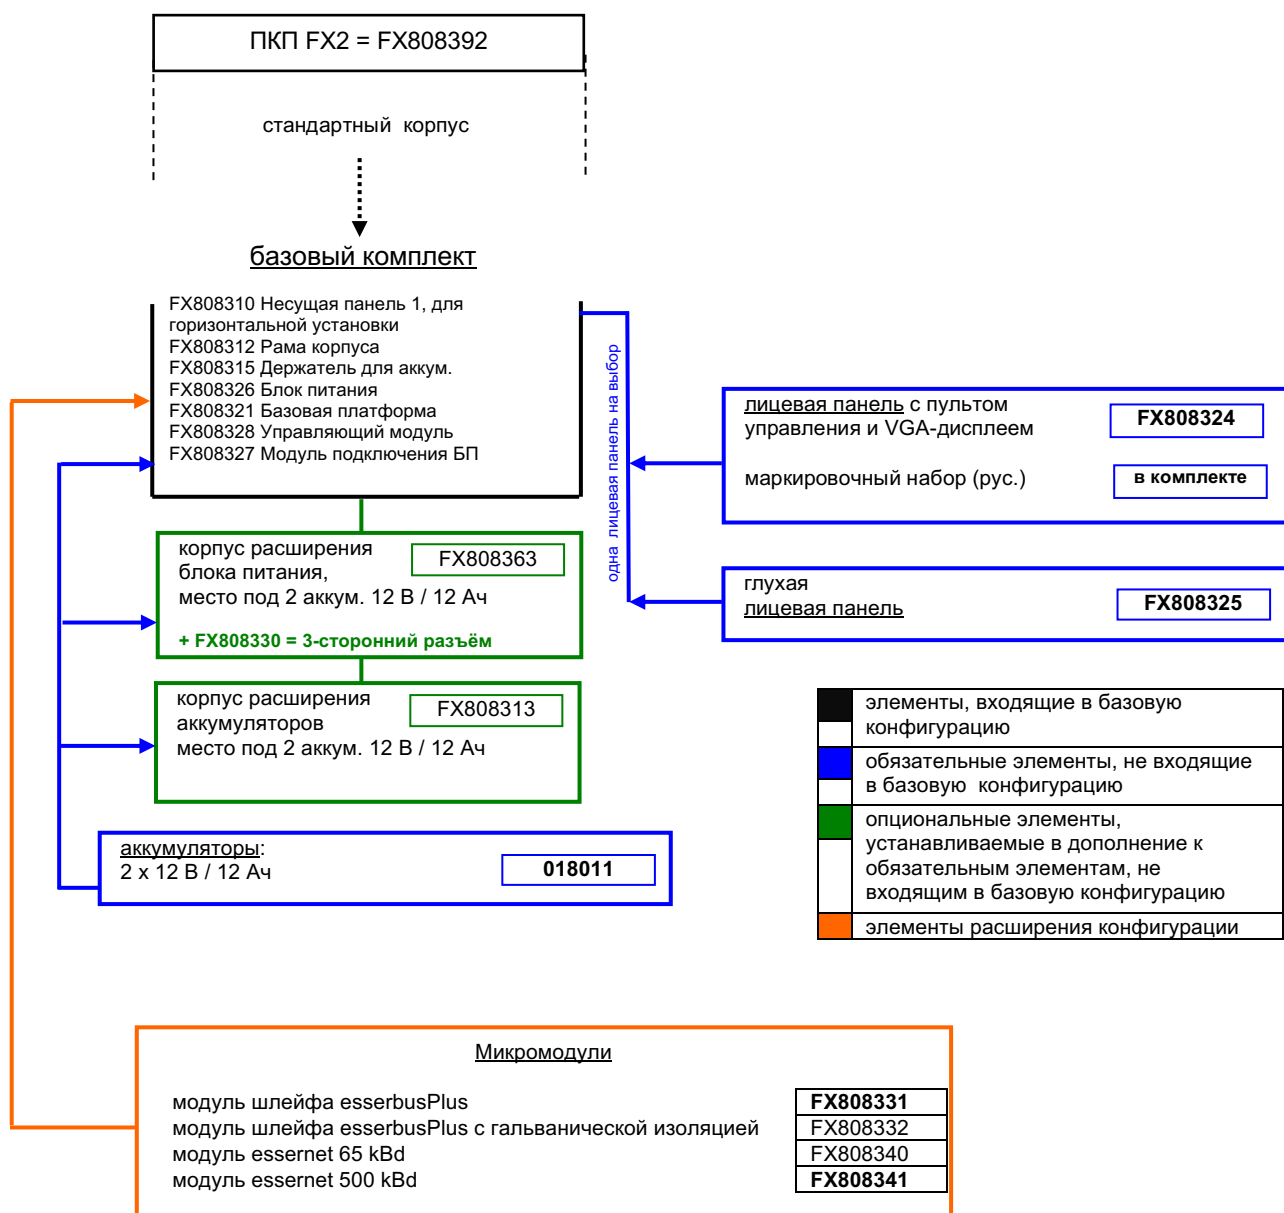 ПКП FX2 = FX808392
стандартный корпус
базовый комплект
FX808310 Несущая панель 1, для
горизонтальной установки
FX808312 Рама корпуса
FX808315 Держатель для аккум.
FX808326 Блок питания
FX808321 Базовая платформа
FX808328 Управляющий модуль
FX808327 Модуль подключения БП
одна лицевая панель на выбор
лицевая панель с пультом
управления и VGA-дисплеем
FX808324
маркировочный набор (рус.)
в комплекте
глухая
лицевая панель
FX808325
корпус расширения
блока питания,
место под 2 аккум. 12 В / 12 Ач
FX808363
+ FX808330 = 3-сторонний разъём
корпус расширения
аккумуляторов
место под 2 аккум. 12 В / 12 Ач
FX808313
аккумуляторы:
2 x 12 В / 12 Ач
018011
элементы, входящие в базовую
конфигурацию
обязательные элементы, не входящие
в базовую конфигурацию
опциональные элементы,
устанавливаемые в дополнение к
обязательным элементам, не
входящим в базовую конфигурацию
элементы расширения конфигурации
Микромодули
модуль шлейфа esserbusPlus FX808331
модуль шлейфа esserbusPlus с гальванической изоляцией FX808332
модуль essernet 65 kBd FX808340
модуль essernet 500 kBd FX808341